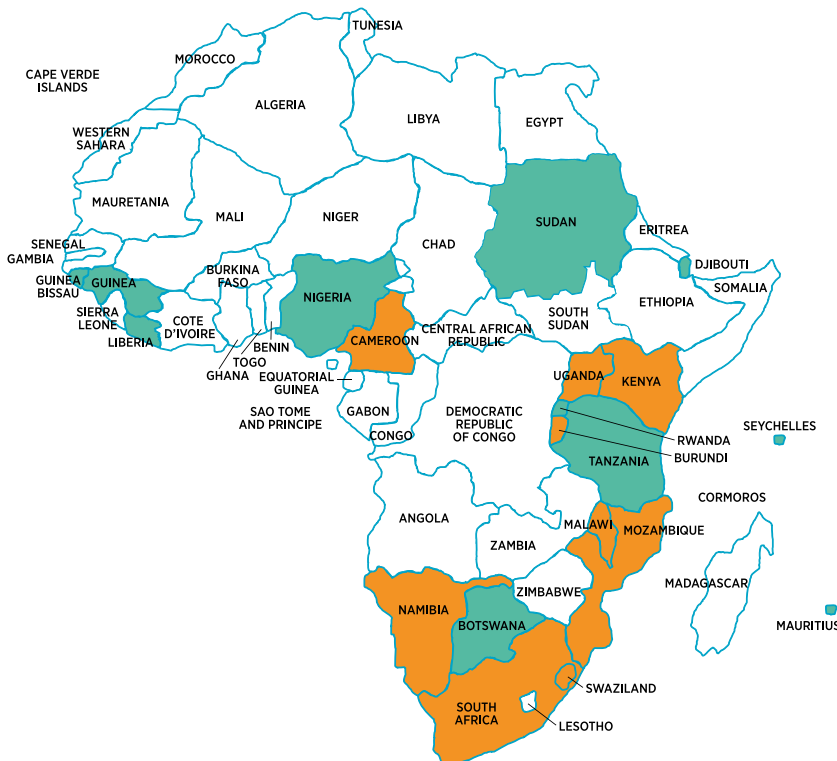 TUNISIA
MOROCCO
CAPE VERDE
ISLANDS
ALGERIA
LIBYA
EGYPT
WESTERN
SAHARA
MAURETANIA
MALI
NIGER
CHAD
SUDAN
ERITREA
SENEGAL
GAMBIA
DJIBOUTI
BURKINA
FASO
GUINEA
BISSAU
GUINEA
NIGERIA
SOMALIA
ETHIOPIA
SIERRA
LEONE
COTE
D'IVOIRE
SOUTH
SUDAN
LIBERIA
CAMEROON
CENTRAL AFRICAN
REPUBLIC
BENIN
TOGO
GHANA
EQUATORIAL
GUINEA
UGANDA
KENYA
SAO TOME
AND PRINCIPE
GABON
DEMOCRATIC
REPUBLIC
OF CONGO
CONGO
SEYCHELLES
RWANDA
BURUNDI
TANZANIA
CORMOROS
ANGOLA
MALAWI
MOZAMBIQUE
ZAMBIA
MADAGASCAR
ZIMBABWE
NAMIBIA
BOTSWANA
MAURITIUS
SWAZILAND
SOUTH
AFRICA
LESOTHO